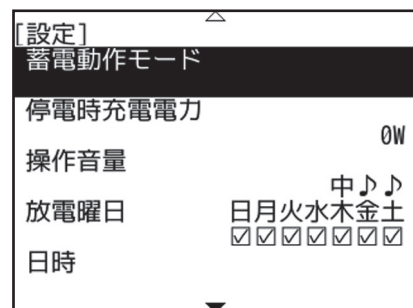 [設定]
蓄電動作モード
停電時充電電力
0W
操作音量
中♪♪
放電曜日 日月火水木金土
☑☑☑☑☑☑☑
日時